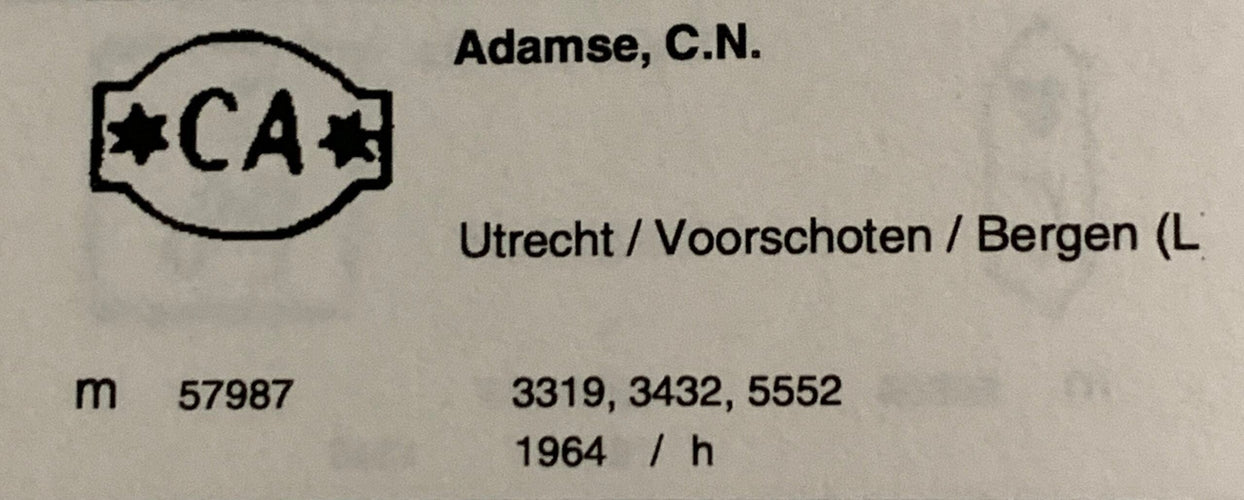 CA
Adamse, C.N.
Utrecht / Voorschoten / Bergen (L
m 57987 3319, 3432, 5552
1964 / h